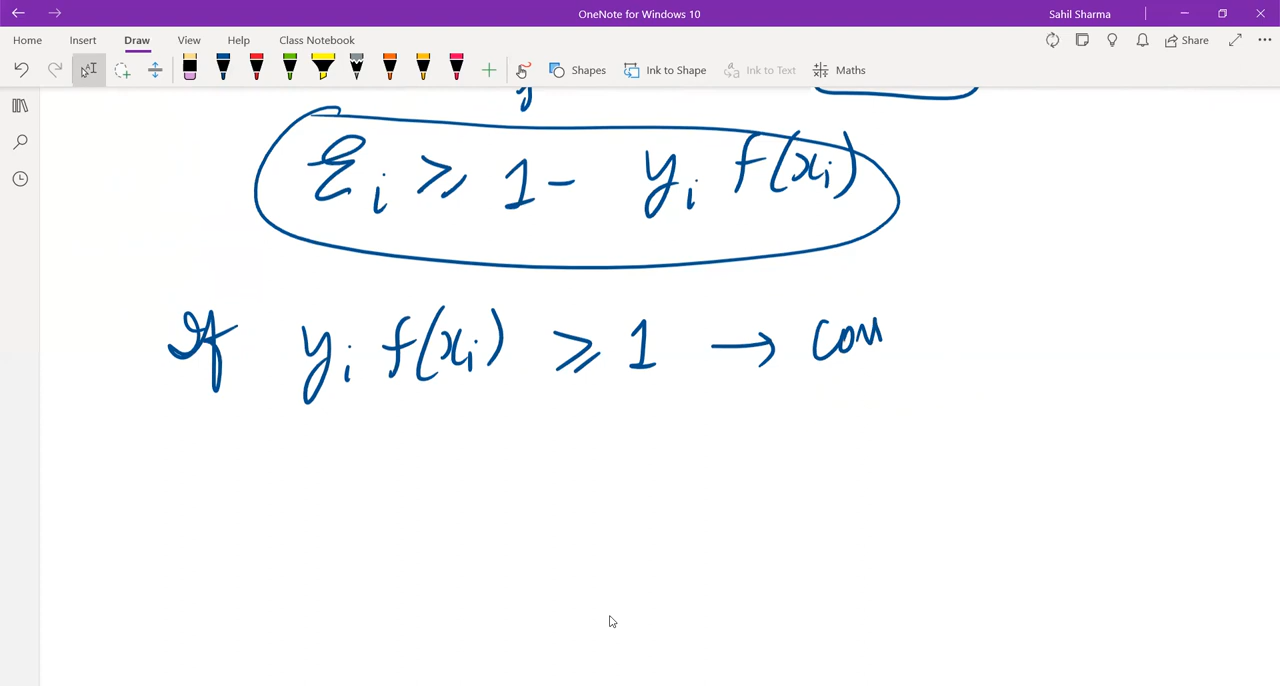 OneNote for Windows 10
Sahil Sharma
Home Insert Draw View Help Class Notebook
Share
Shapes Ink to Shape Ink to Text Maths
ξi ⩾ 1 - yi f(xi)
If yi f(xi) ⩾ 1 → con